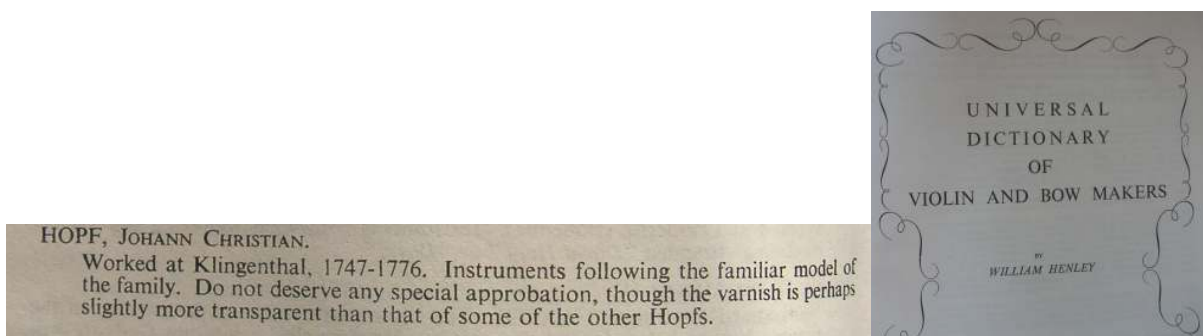 HOPF, JOHANN CHRISTIAN.
Worked at Klingenthal, 1747-1776. Instruments following the familiar model of
the family. Do not deserve any special approbation, though the varnish is perhaps
slightly more transparent than that of some of the other Hopfs.
UNIVERSAL
DICTIONARY
OF
VIOLIN AND BOW MAKERS
BY
WILLIAM HENLEY